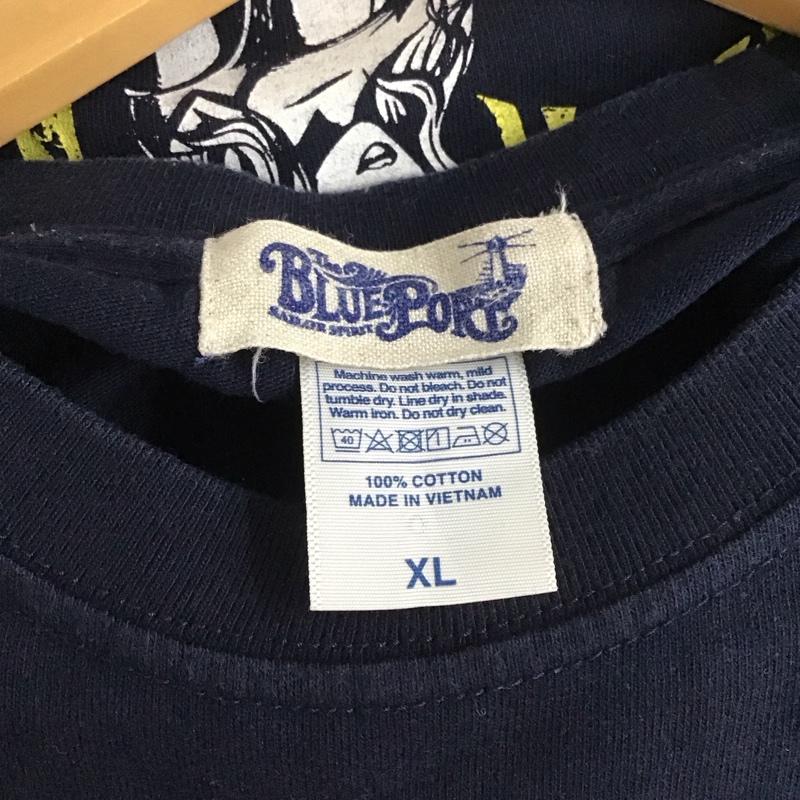 The
BLUE PORT
SAILOR SPIRIT
Machine wash warm, mild
process. Do not bleach. Do not
tumble dry. Line dry in shade.
Warm iron. Do not dry clean.
40
100% COTTON
MADE IN VIETNAM
XL